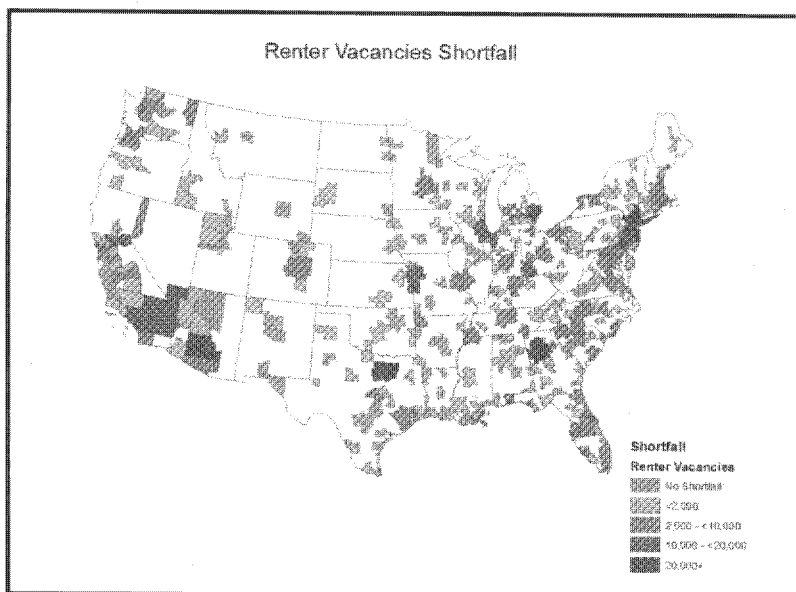 Renter Vacancies Shortfall
Shortfall
Renter Vacancies
No Shortfall
<2,000
2,000 - <10,000
10,000 - <20,000
20,000+